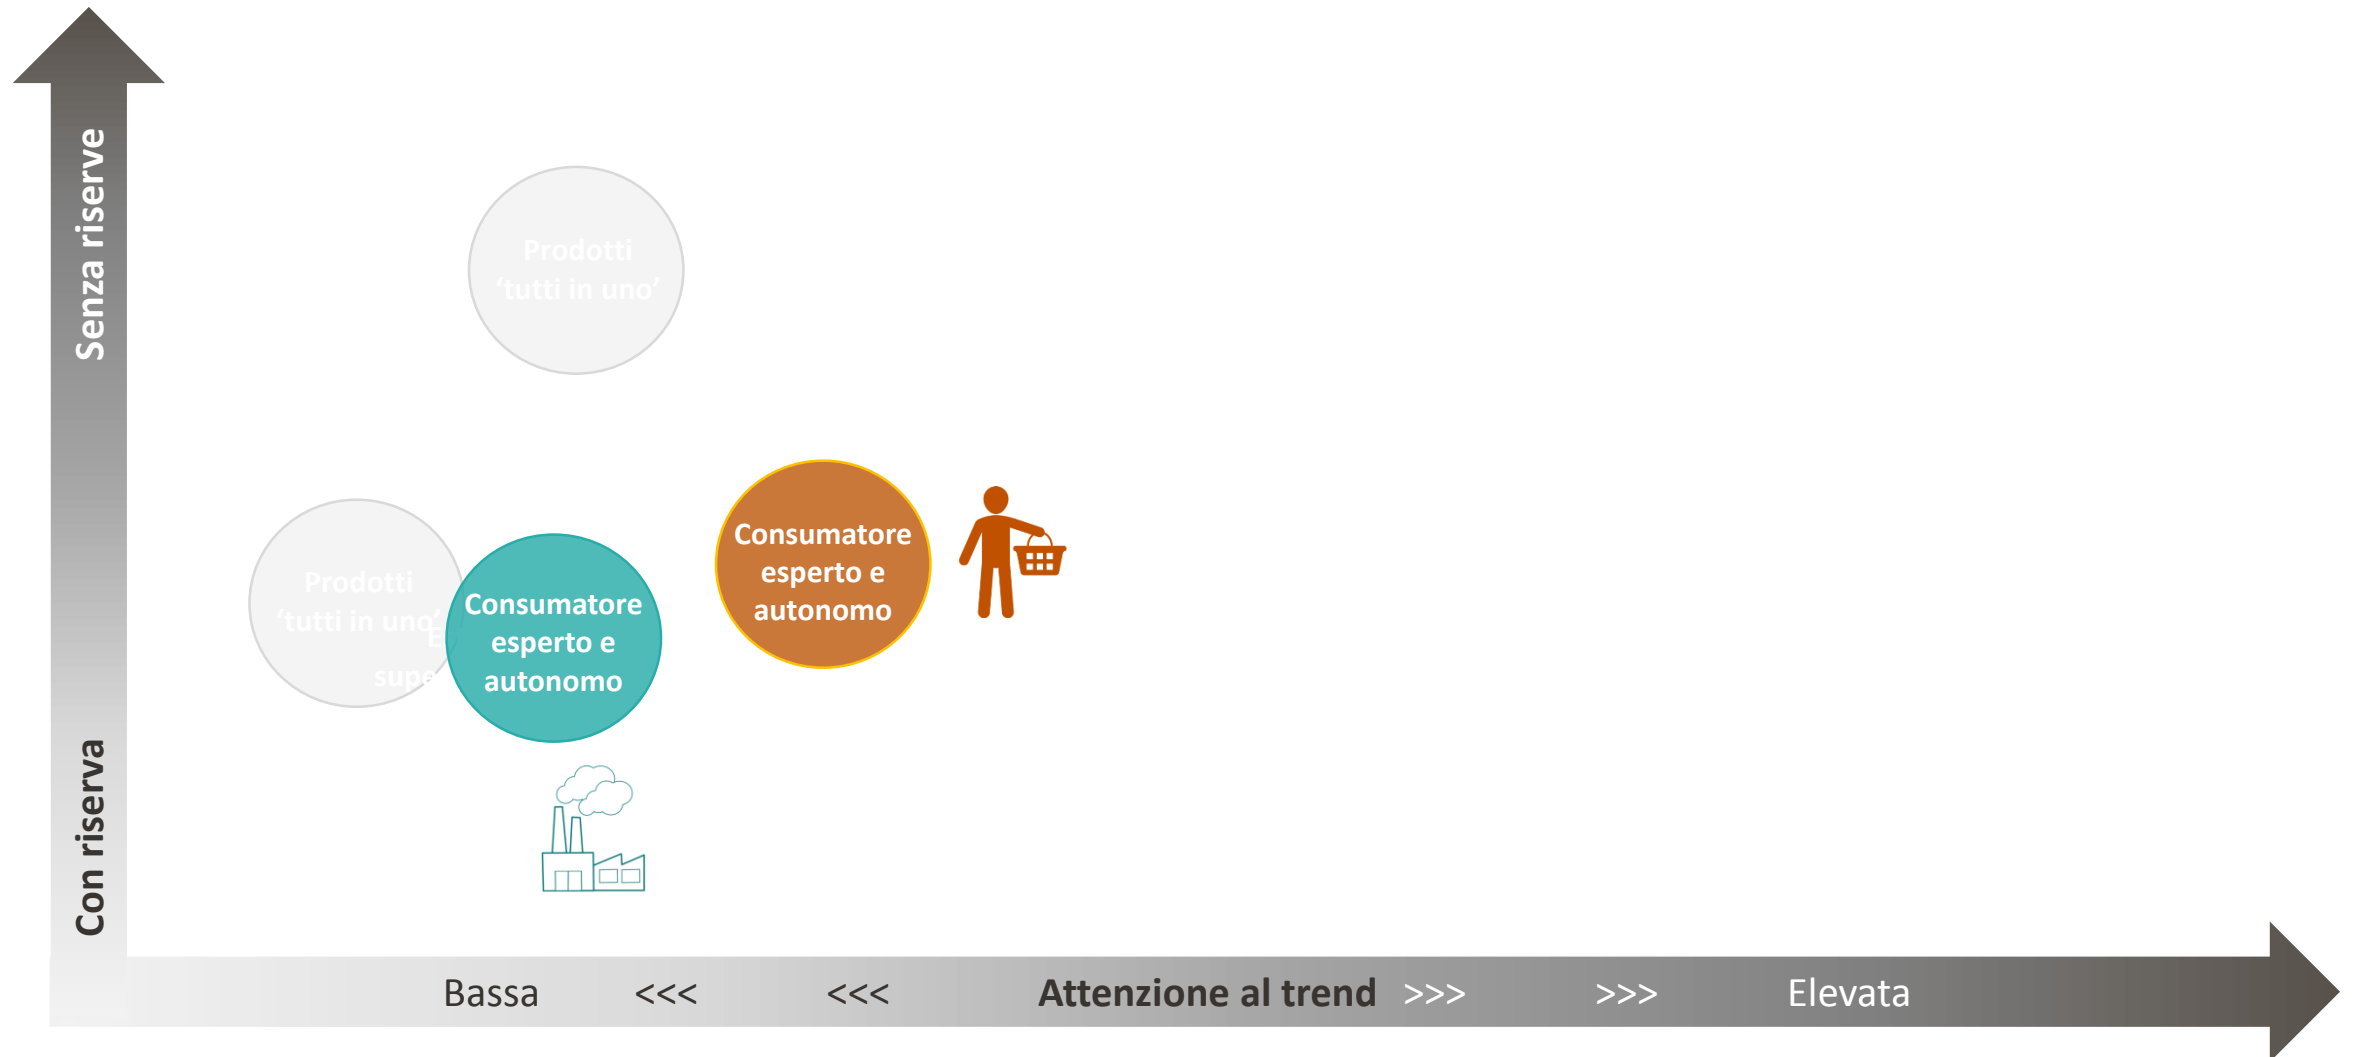 Senza riserve
Con riserva
Prodotti
‘tutti in uno’
Prodotti
‘tutti in uno’
Consumatore
esperto e
autonomo
Consumatore
esperto e
autonomo
Bassa <<< <<< Attenzione al trend >>> >>> Elevata